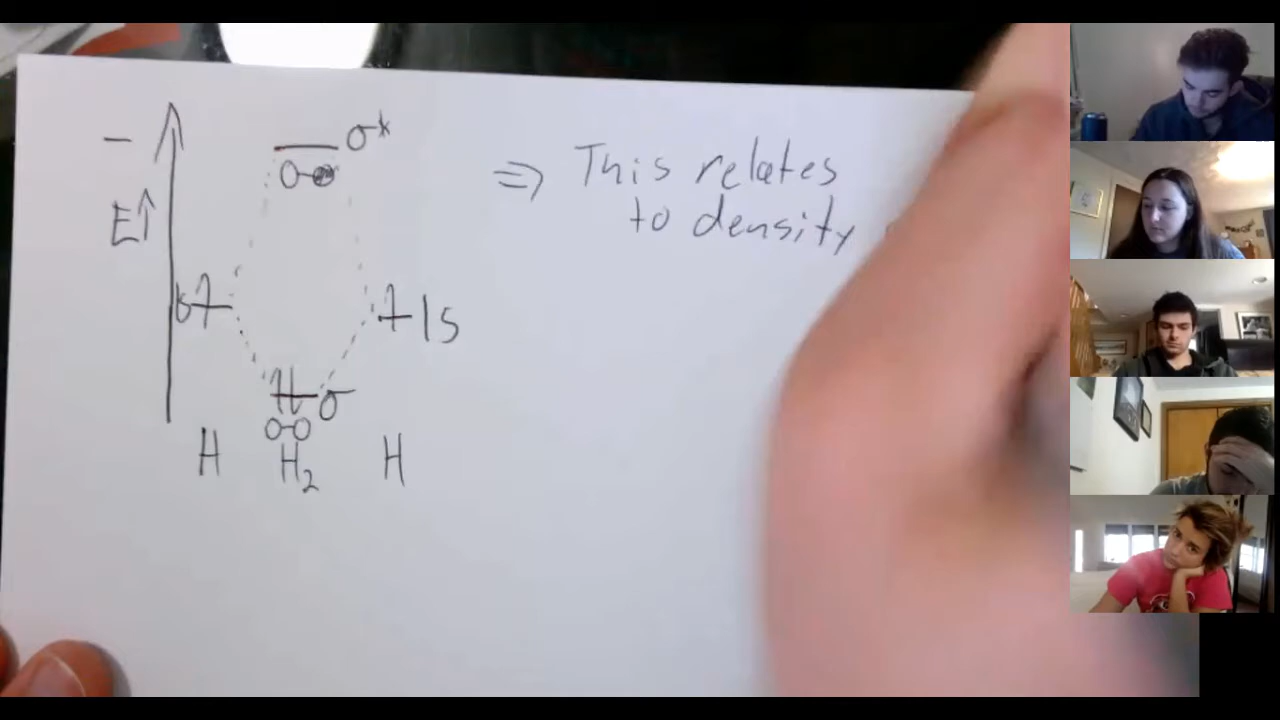 σ*
⇒ This relates
to density
E↑
1s
σ
H H₂ H